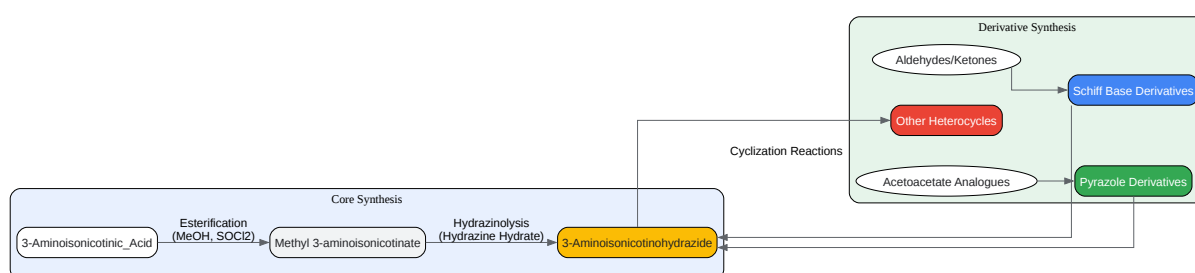 Derivative Synthesis
Aldehydes/Ketones
Schiff Base Derivatives
Other Heterocycles
Cyclization Reactions
Acetoacetate Analogues
Pyrazole Derivatives
Core Synthesis
3-Aminoisonicotinic_Acid
Esterification
(MeOH, SOCl2)
Methyl 3-aminoisonicotinate
Hydrazinolysis
(Hydrazine Hydrate)
3-Aminoisonicotinohydrazide